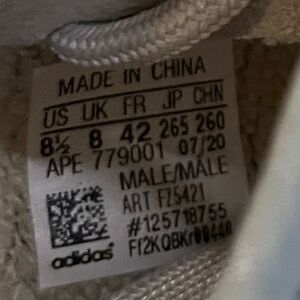 MADE IN CHINA
US UK FR JP CHN
8½ 8 42 265 260
APE 779001 07/20
MALE/MÂLE
ART FZ5421
#125718755
adidas